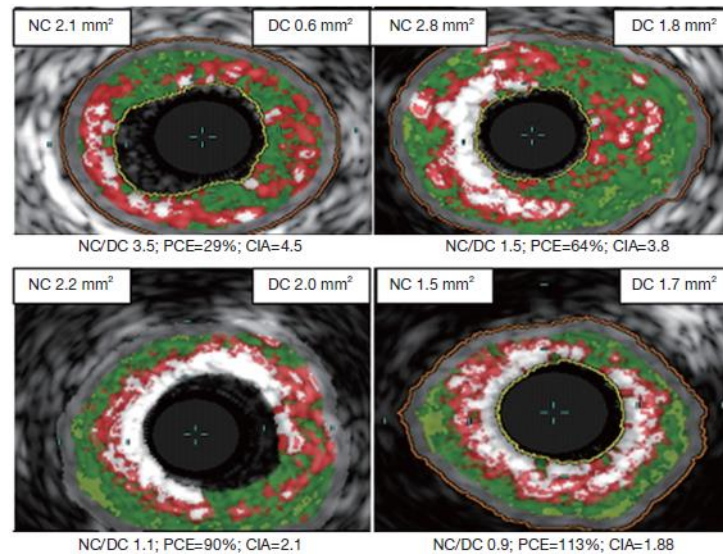 NC 2.1 mm²
DC 0.6 mm²
NC 2.8 mm²
DC 1.8 mm²
NC/DC 3.5; PCE=29%; CIA=4.5
NC/DC 1.5; PCE=64%; CIA=3.8
NC 2.2 mm²
DC 2.0 mm²
NC 1.5 mm²
DC 1.7 mm²
NC/DC 1.1; PCE=90%; CIA=2.1
NC/DC 0.9; PCE=113%; CIA=1.88